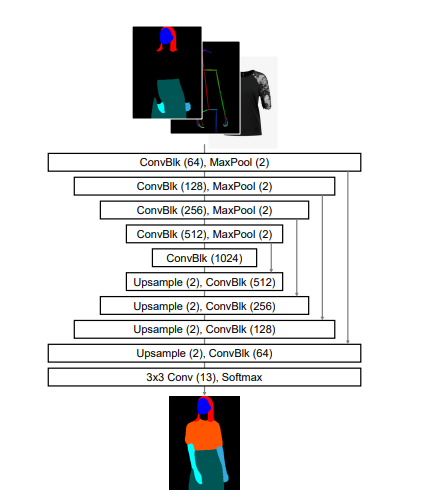 ConvBlk (64), MaxPool (2)
ConvBlk (128), MaxPool (2)
ConvBlk (256), MaxPool (2)
ConvBlk (512), MaxPool (2)
ConvBlk (1024)
Upsample (2), ConvBlk (512)
Upsample (2), ConvBlk (256)
Upsample (2), ConvBlk (128)
Upsample (2), ConvBlk (64)
3x3 Conv (13), Softmax